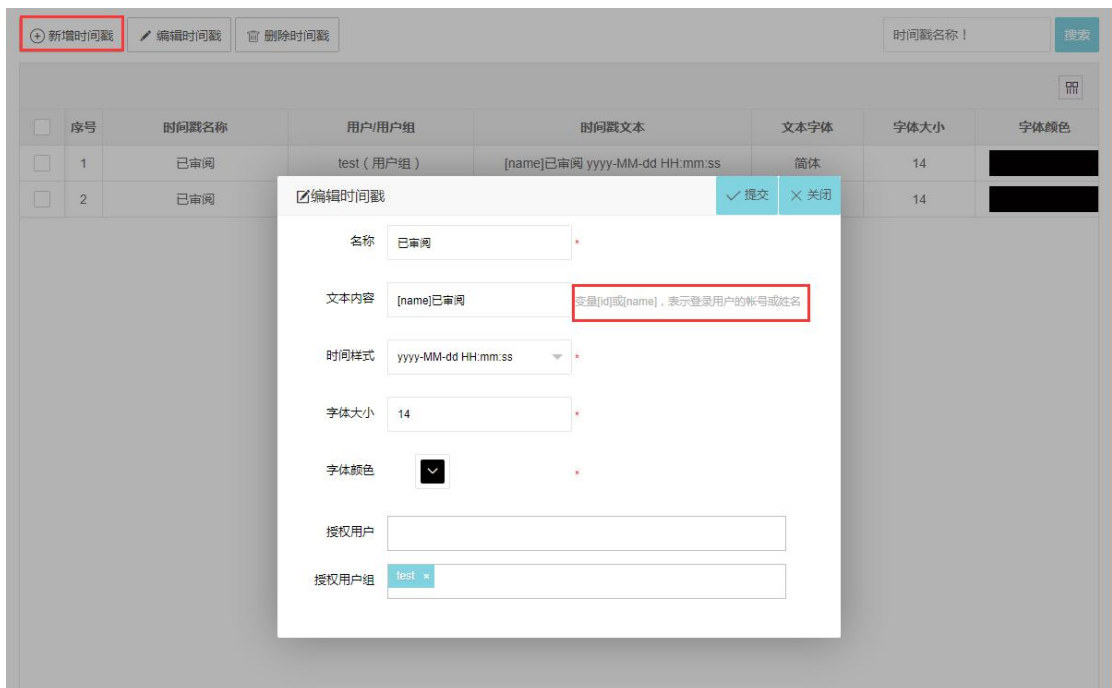 新增时间戳 编辑时间戳 删除时间戳 时间戳名称！ 搜索
序号 时间戳名称 用户/用户组 时间戳文本 文本字体 字体大小 字体颜色
1 已审阅 test（用户组） [name]已审阅 yyyy-MM-dd HH:mm:ss 简体 14
2 已审阅 14
编辑时间戳 提交 关闭
名称 已审阅 *
文本内容 [name]已审阅 变量[id]或[name]，表示登录用户的帐号或姓名
时间样式 yyyy-MM-dd HH:mm:ss *
字体大小 14 *
字体颜色 *
授权用户
授权用户组 test ×